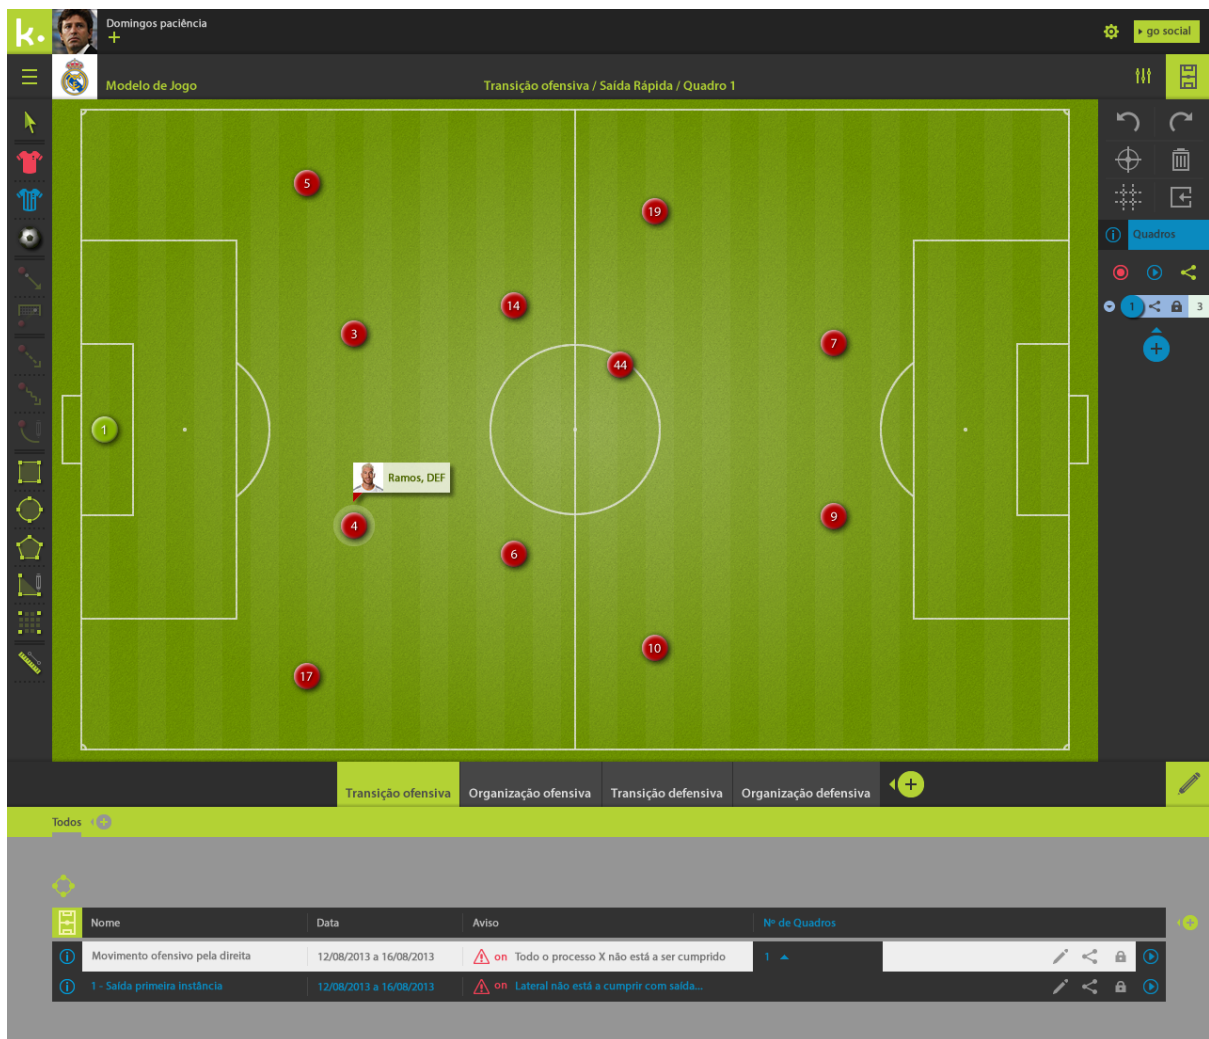 k.
Domingos paciência
go social
Modelo de Jogo
Transição ofensiva / Saída Rápida / Quadro 1
5
19
Quadros
14
1
3
3
7
44
1
Ramos, DEF
4
9
6
10
17
Transição ofensiva
Organização ofensiva
Transição defensiva
Organização defensiva
Todos
Nome
Data
Aviso
Nº de Quadros
Movimento ofensivo pela direita
12/08/2013 a 16/08/2013
on
Todo o processo X não está a ser cumprido
1
1 - Saída primeira instância
12/08/2013 a 16/08/2013
on
Lateral não está a cumprir com saída...